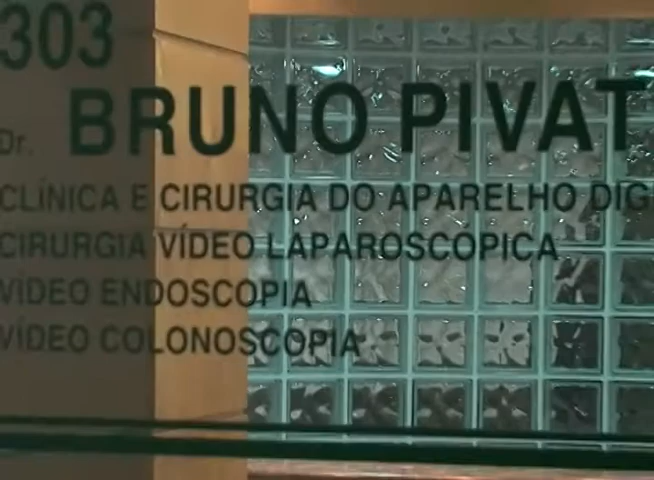 303
Dr. BRUNO PIVAT
CLÍNICA E CIRURGIA DO APARELHO DIG
CIRURGIA VÍDEO LAPAROSCÓPICA
VÍDEO ENDOSCOPIA
VÍDEO COLONOSCOPIA